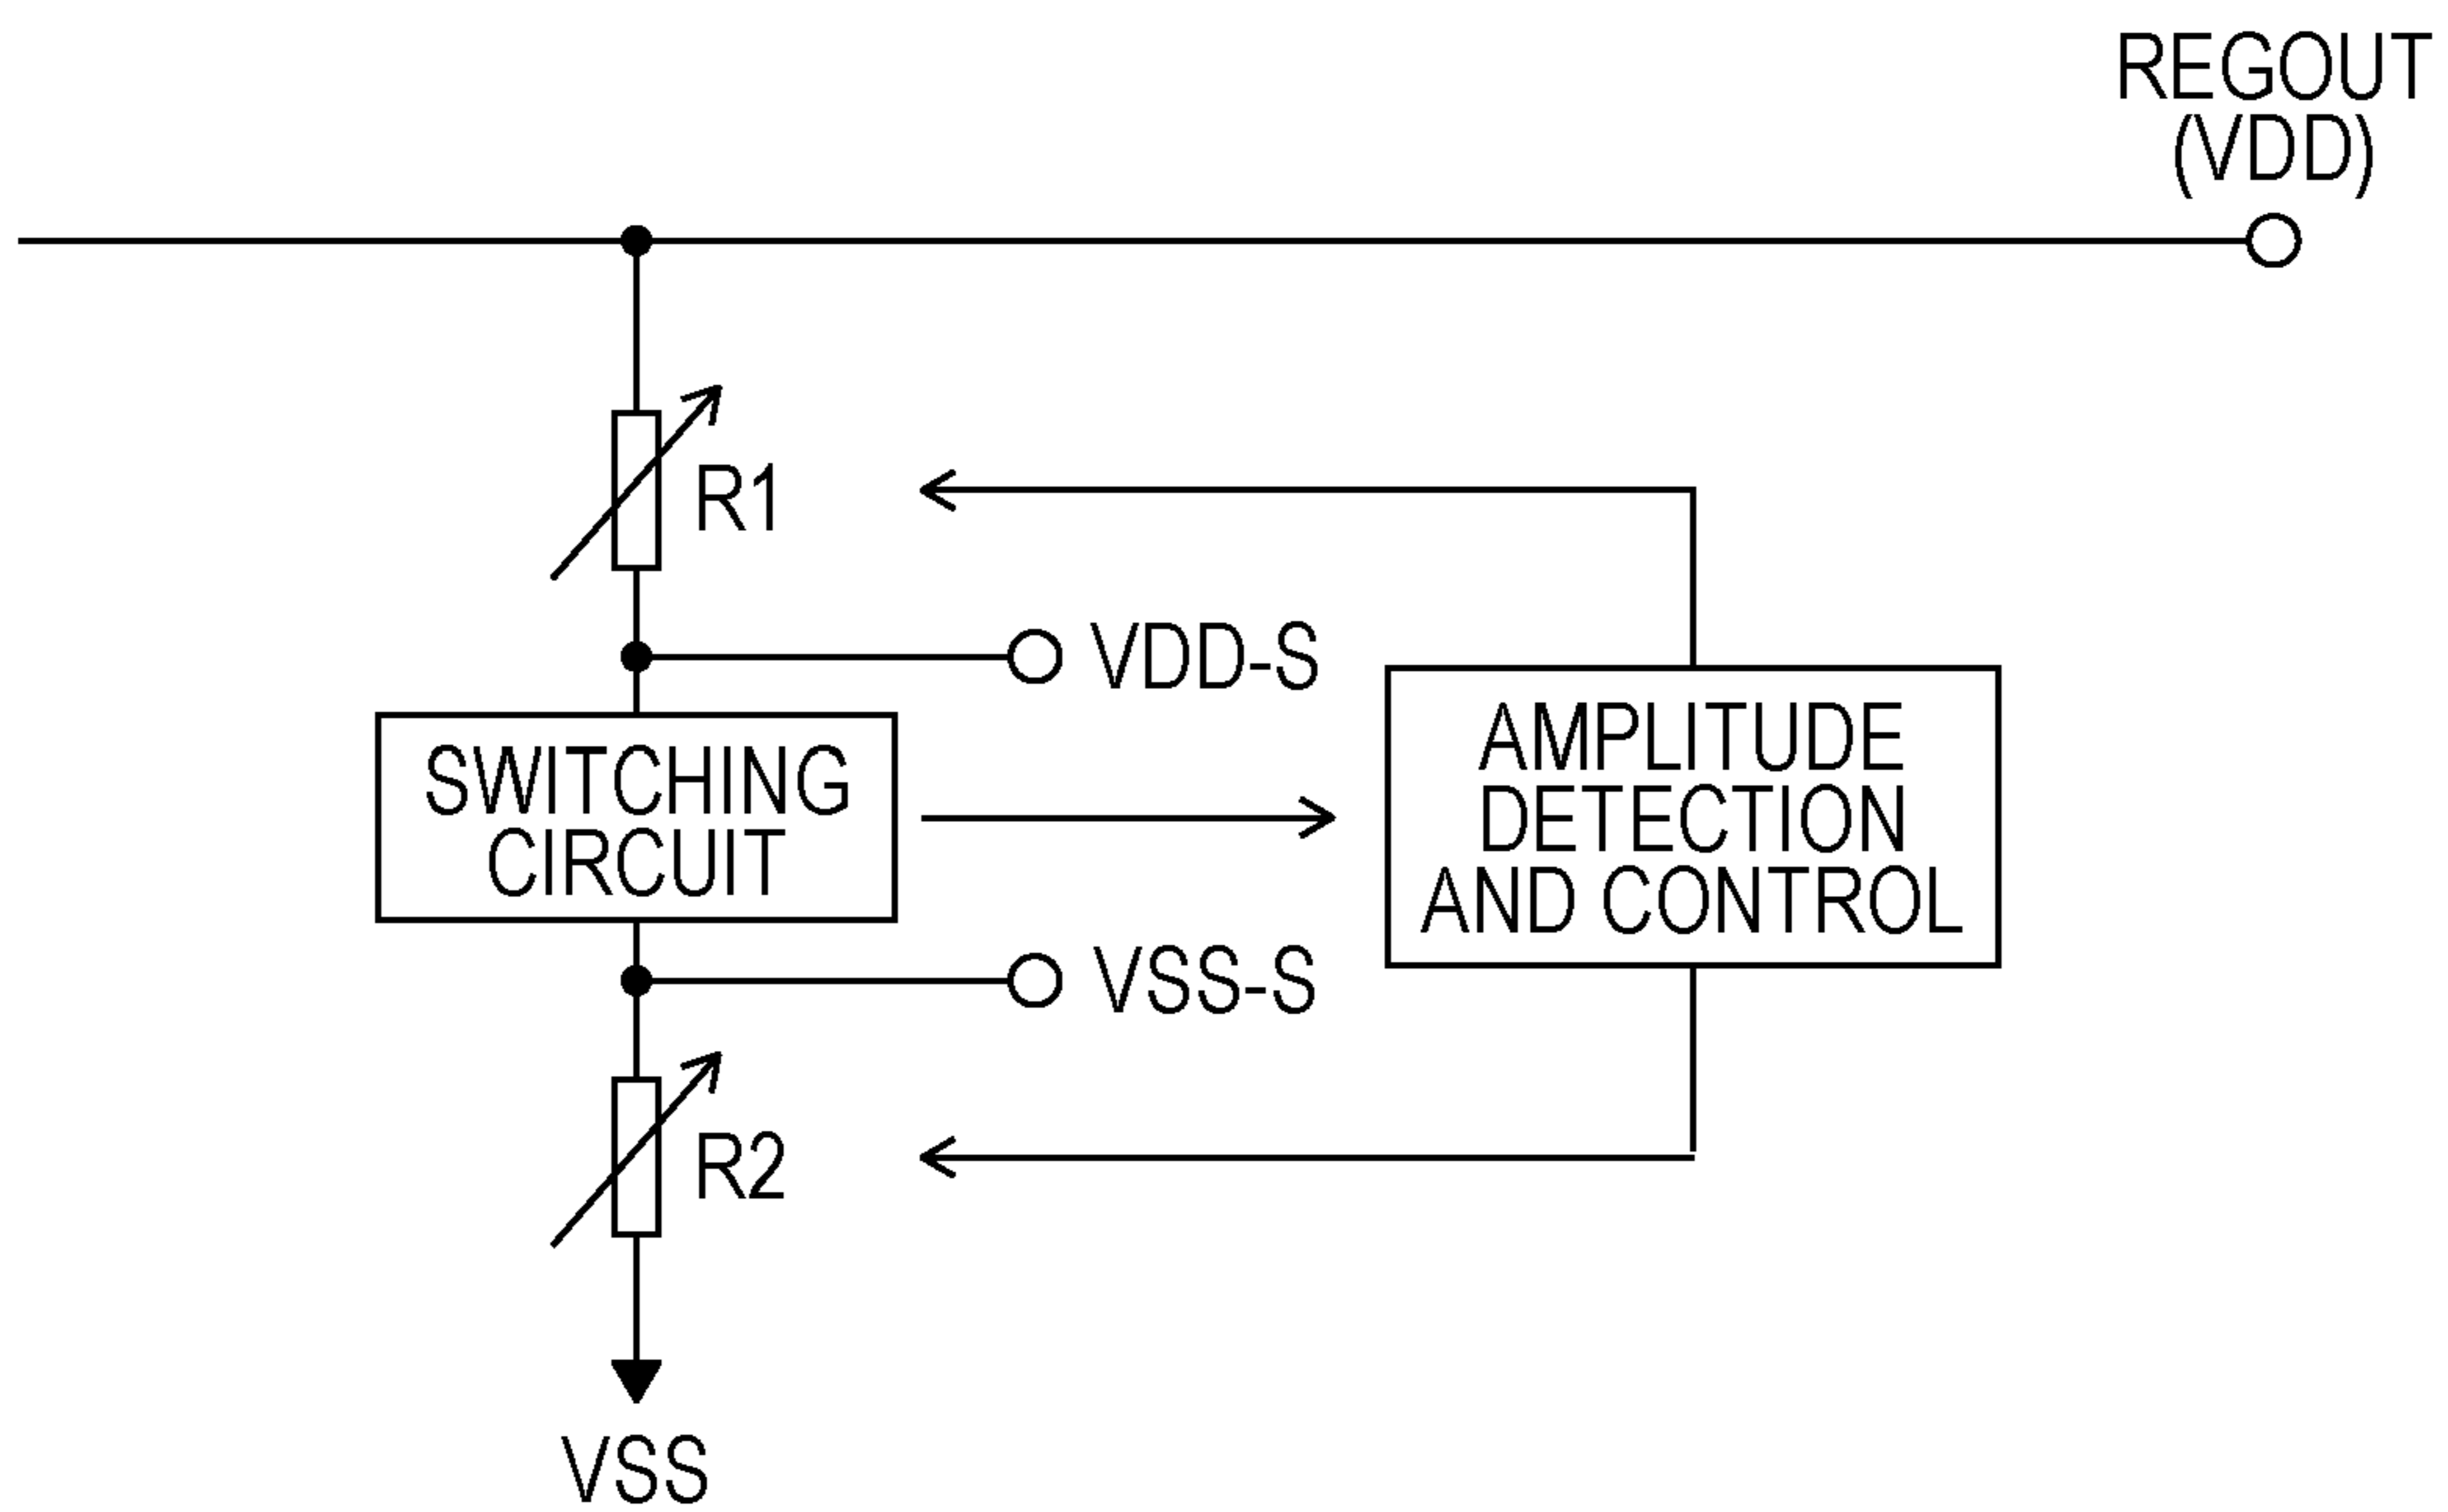 REGOUT
(VDD)
R1
VDD-S
SWITCHING
CIRCUIT
AMPLITUDE
DETECTION
AND CONTROL
VSS-S
R2
VSS